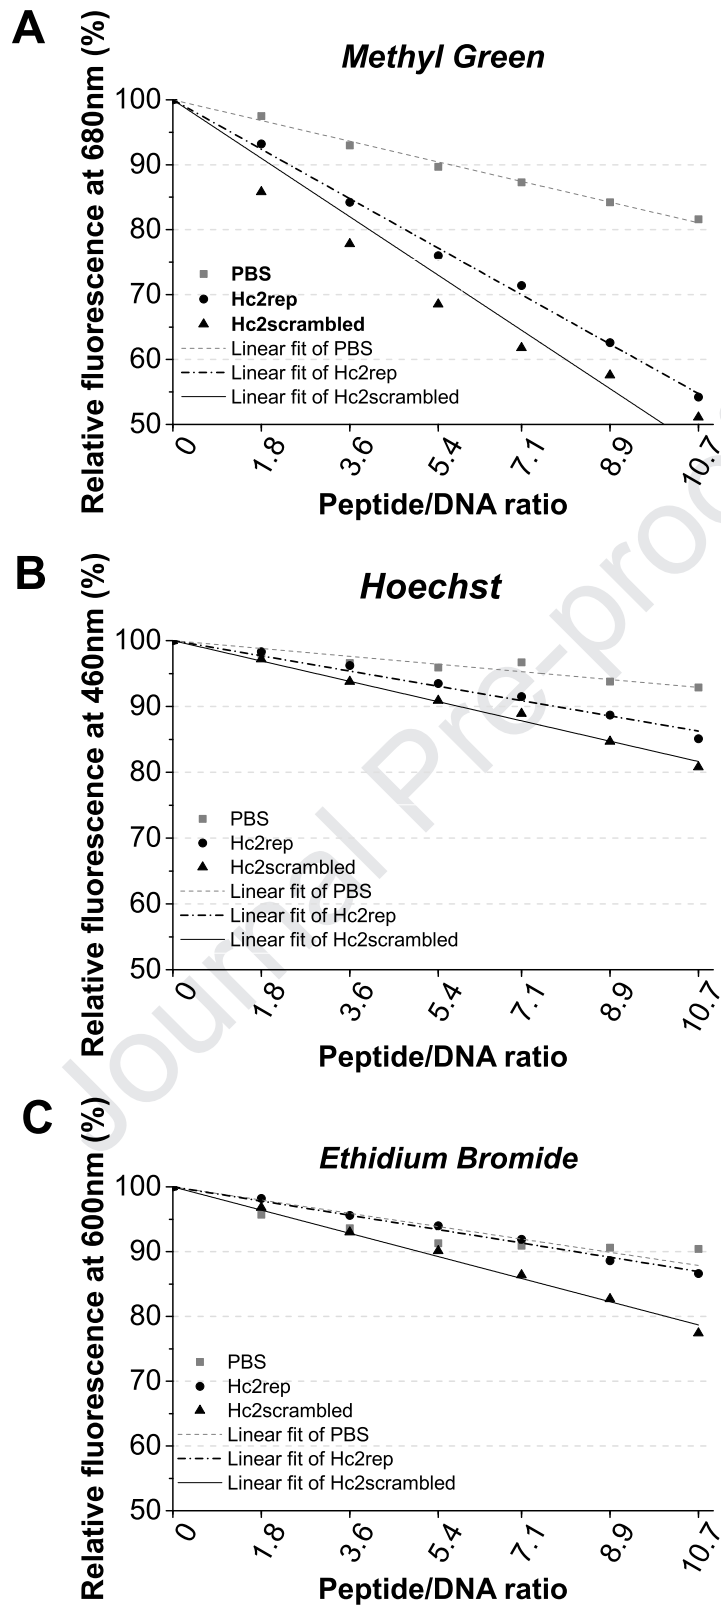 A
Methyl Green
Relative fluorescence at 680nm (%)
100
90
80
70
60
50
PBS
Hc2rep
Hc2scrambled
Linear fit of PBS
Linear fit of Hc2rep
Linear fit of Hc2scrambled
0 1.8 3.6 5.4 7.1 8.9 10.7
Peptide/DNA ratio
B
Hoechst
Relative fluorescence at 460nm (%)
100
90
80
70
60
50
PBS
Hc2rep
Hc2scrambled
Linear fit of PBS
Linear fit of Hc2rep
Linear fit of Hc2scrambled
0 1.8 3.6 5.4 7.1 8.9 10.7
Peptide/DNA ratio
C
Ethidium Bromide
Relative fluorescence at 600nm (%)
100
90
80
70
60
50
PBS
Hc2rep
Hc2scrambled
Linear fit of PBS
Linear fit of Hc2rep
Linear fit of Hc2scrambled
0 1.8 3.6 5.4 7.1 8.9 10.7
Peptide/DNA ratio
Journal Pre-proo